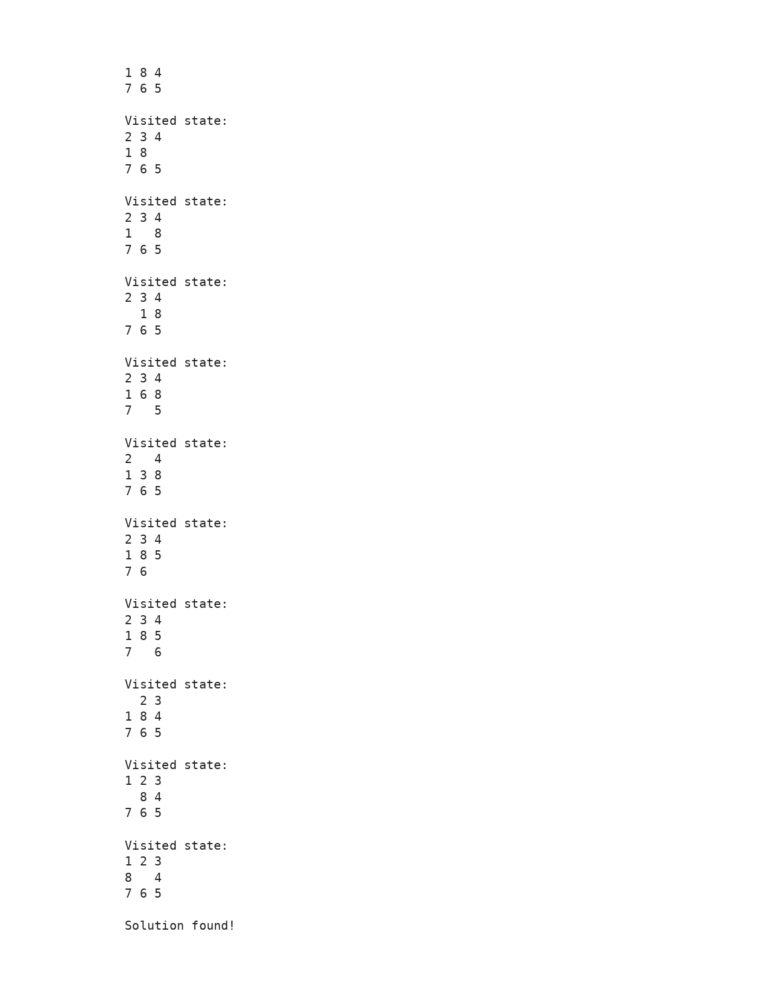 1 8 4
7 6 5

Visited state:
2 3 4
1 8
7 6 5

Visited state:
2 3 4
1   8
7 6 5

Visited state:
2 3 4
  1 8
7 6 5

Visited state:
2 3 4
1 6 8
7   5

Visited state:
2   4
1 3 8
7 6 5

Visited state:
2 3 4
1 8 5
7 6

Visited state:
2 3 4
1 8 5
7   6

Visited state:
  2 3
1 8 4
7 6 5

Visited state:
1 2 3
  8 4
7 6 5

Visited state:
1 2 3
8   4
7 6 5

Solution found!